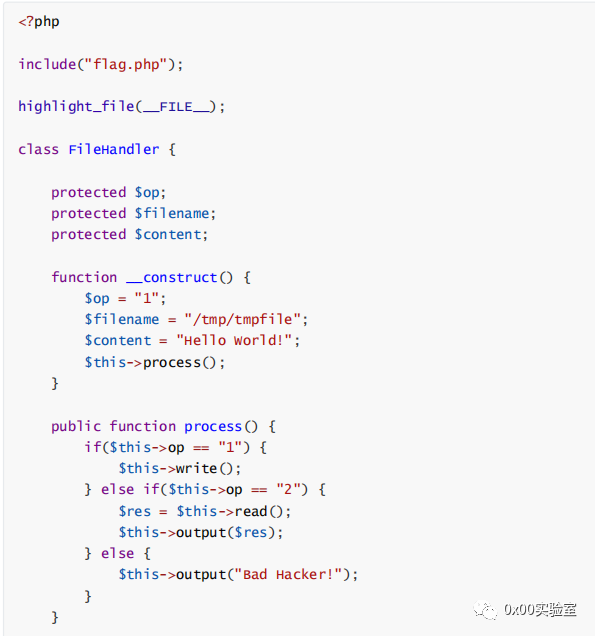 <?php
include("flag.php");
highlight_file(__FILE__);
class FileHandler {
    protected $op;
    protected $filename;
    protected $content;
    function __construct() {
        $op = "1";
        $filename = "/tmp/tmpfile";
        $content = "Hello World!";
        $this->process();
    }
    public function process() {
        if($this->op == "1") {
            $this->write();
        } else if($this->op == "2") {
            $res = $this->read();
            $this->output($res);
        } else {
            $this->output("Bad Hacker!");
        }
    }
0x00实验室